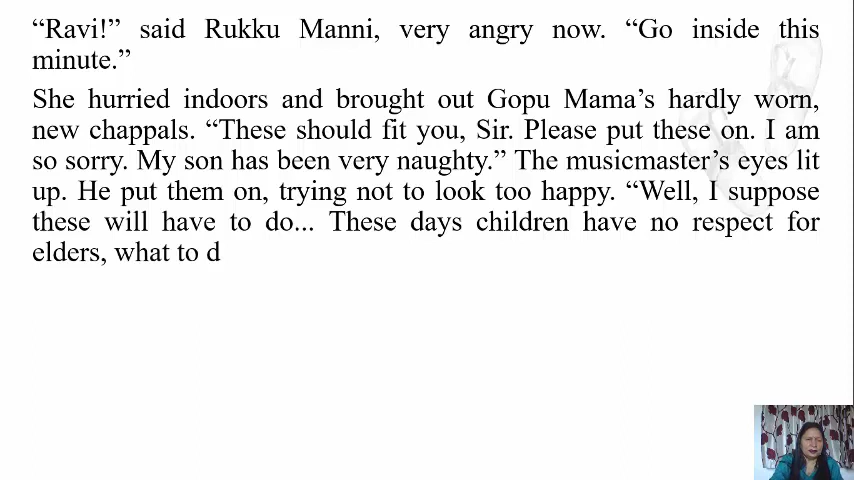 “Ravi!” said Rukku Manni, very angry now. “Go inside this
minute.”
She hurried indoors and brought out Gopu Mama’s hardly worn,
new chappals. “These should fit you, Sir. Please put these on. I am
so sorry. My son has been very naughty.” The musicmaster’s eyes lit
up. He put them on, trying not to look too happy. “Well, I suppose
these will have to do... These days children have no respect for
elders, what to d